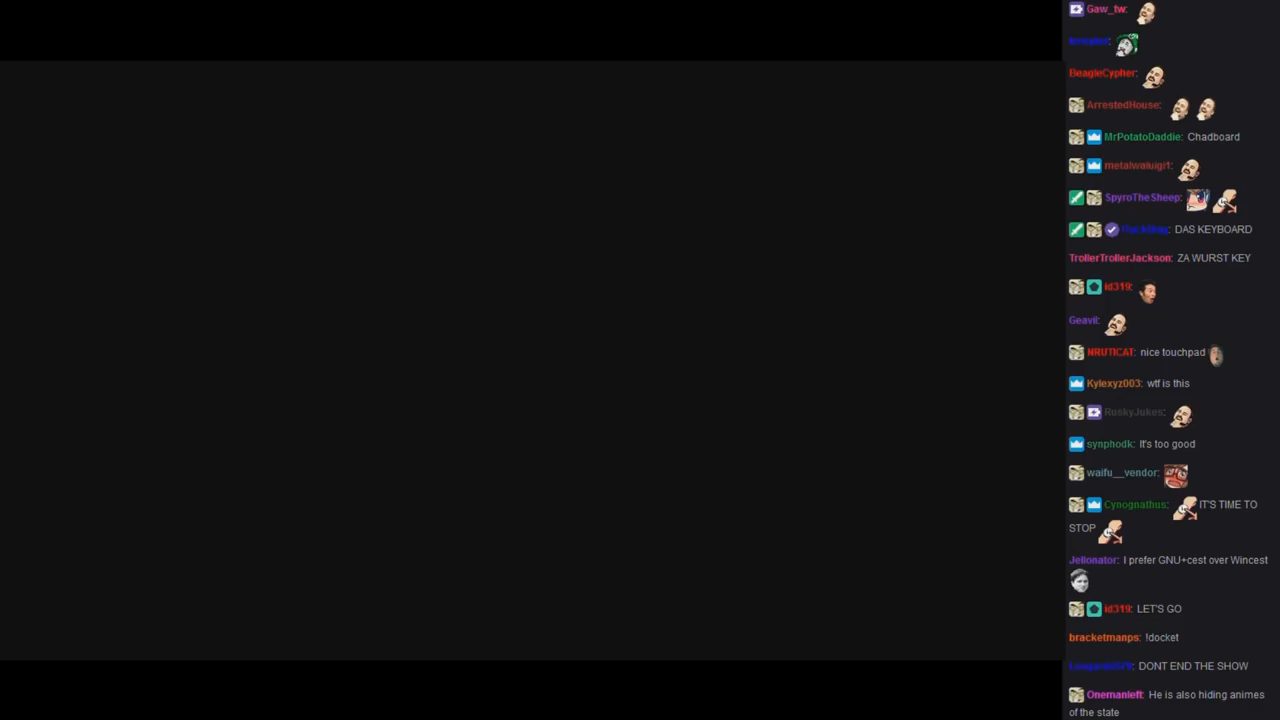 Gaw_tw:
BeagleCypher:
ArrestedHouse:
MrPotatoDaddie: Chadboard
metalwaluigi1:
SpyroTheSheep:
: DAS KEYBOARD
TrollerTrollerJackson: ZA WURST KEY
id319:
Geavil:
NRUTICAT: nice touchpad
Kylexyz003: wtf is this
RuskyJukes:
synphodk: It's too good
waifu__vendor:
Cynognathus: IT'S TIME TO
STOP
Jellonator: I prefer GNU+cest over Wincest
id319: LET'S GO
bracketmanps: !docket
: DONT END THE SHOW
Onemanleft: He is also hiding animes
of the state